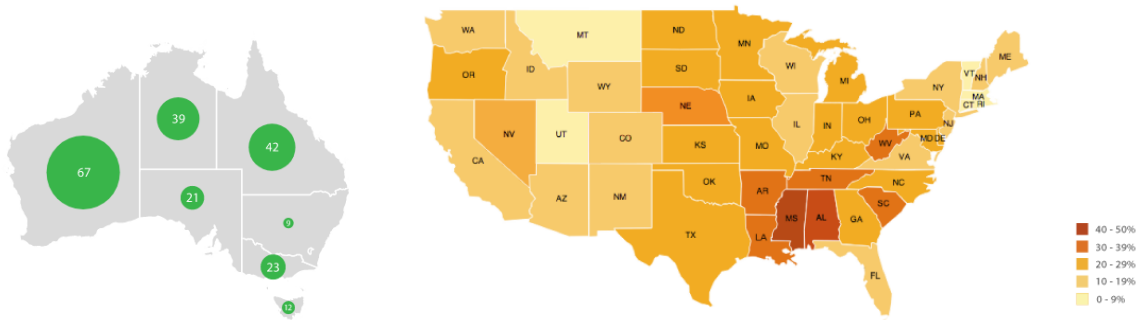 67
39
42
21
9
23
12
WA
MT
ND
MN
OR
ID
SD
WI
MI
WY
NE
IA
NV
UT
CO
IL
IN
OH
PA
NY
VT
NH
ME
MA
CT
RI
NJ
MD
DE
WV
VA
CA
KS
MO
KY
AZ
NM
OK
AR
TN
NC
SC
TX
LA
MS
AL
GA
FL
40 - 50%
30 - 39%
20 - 29%
10 - 19%
0 - 9%